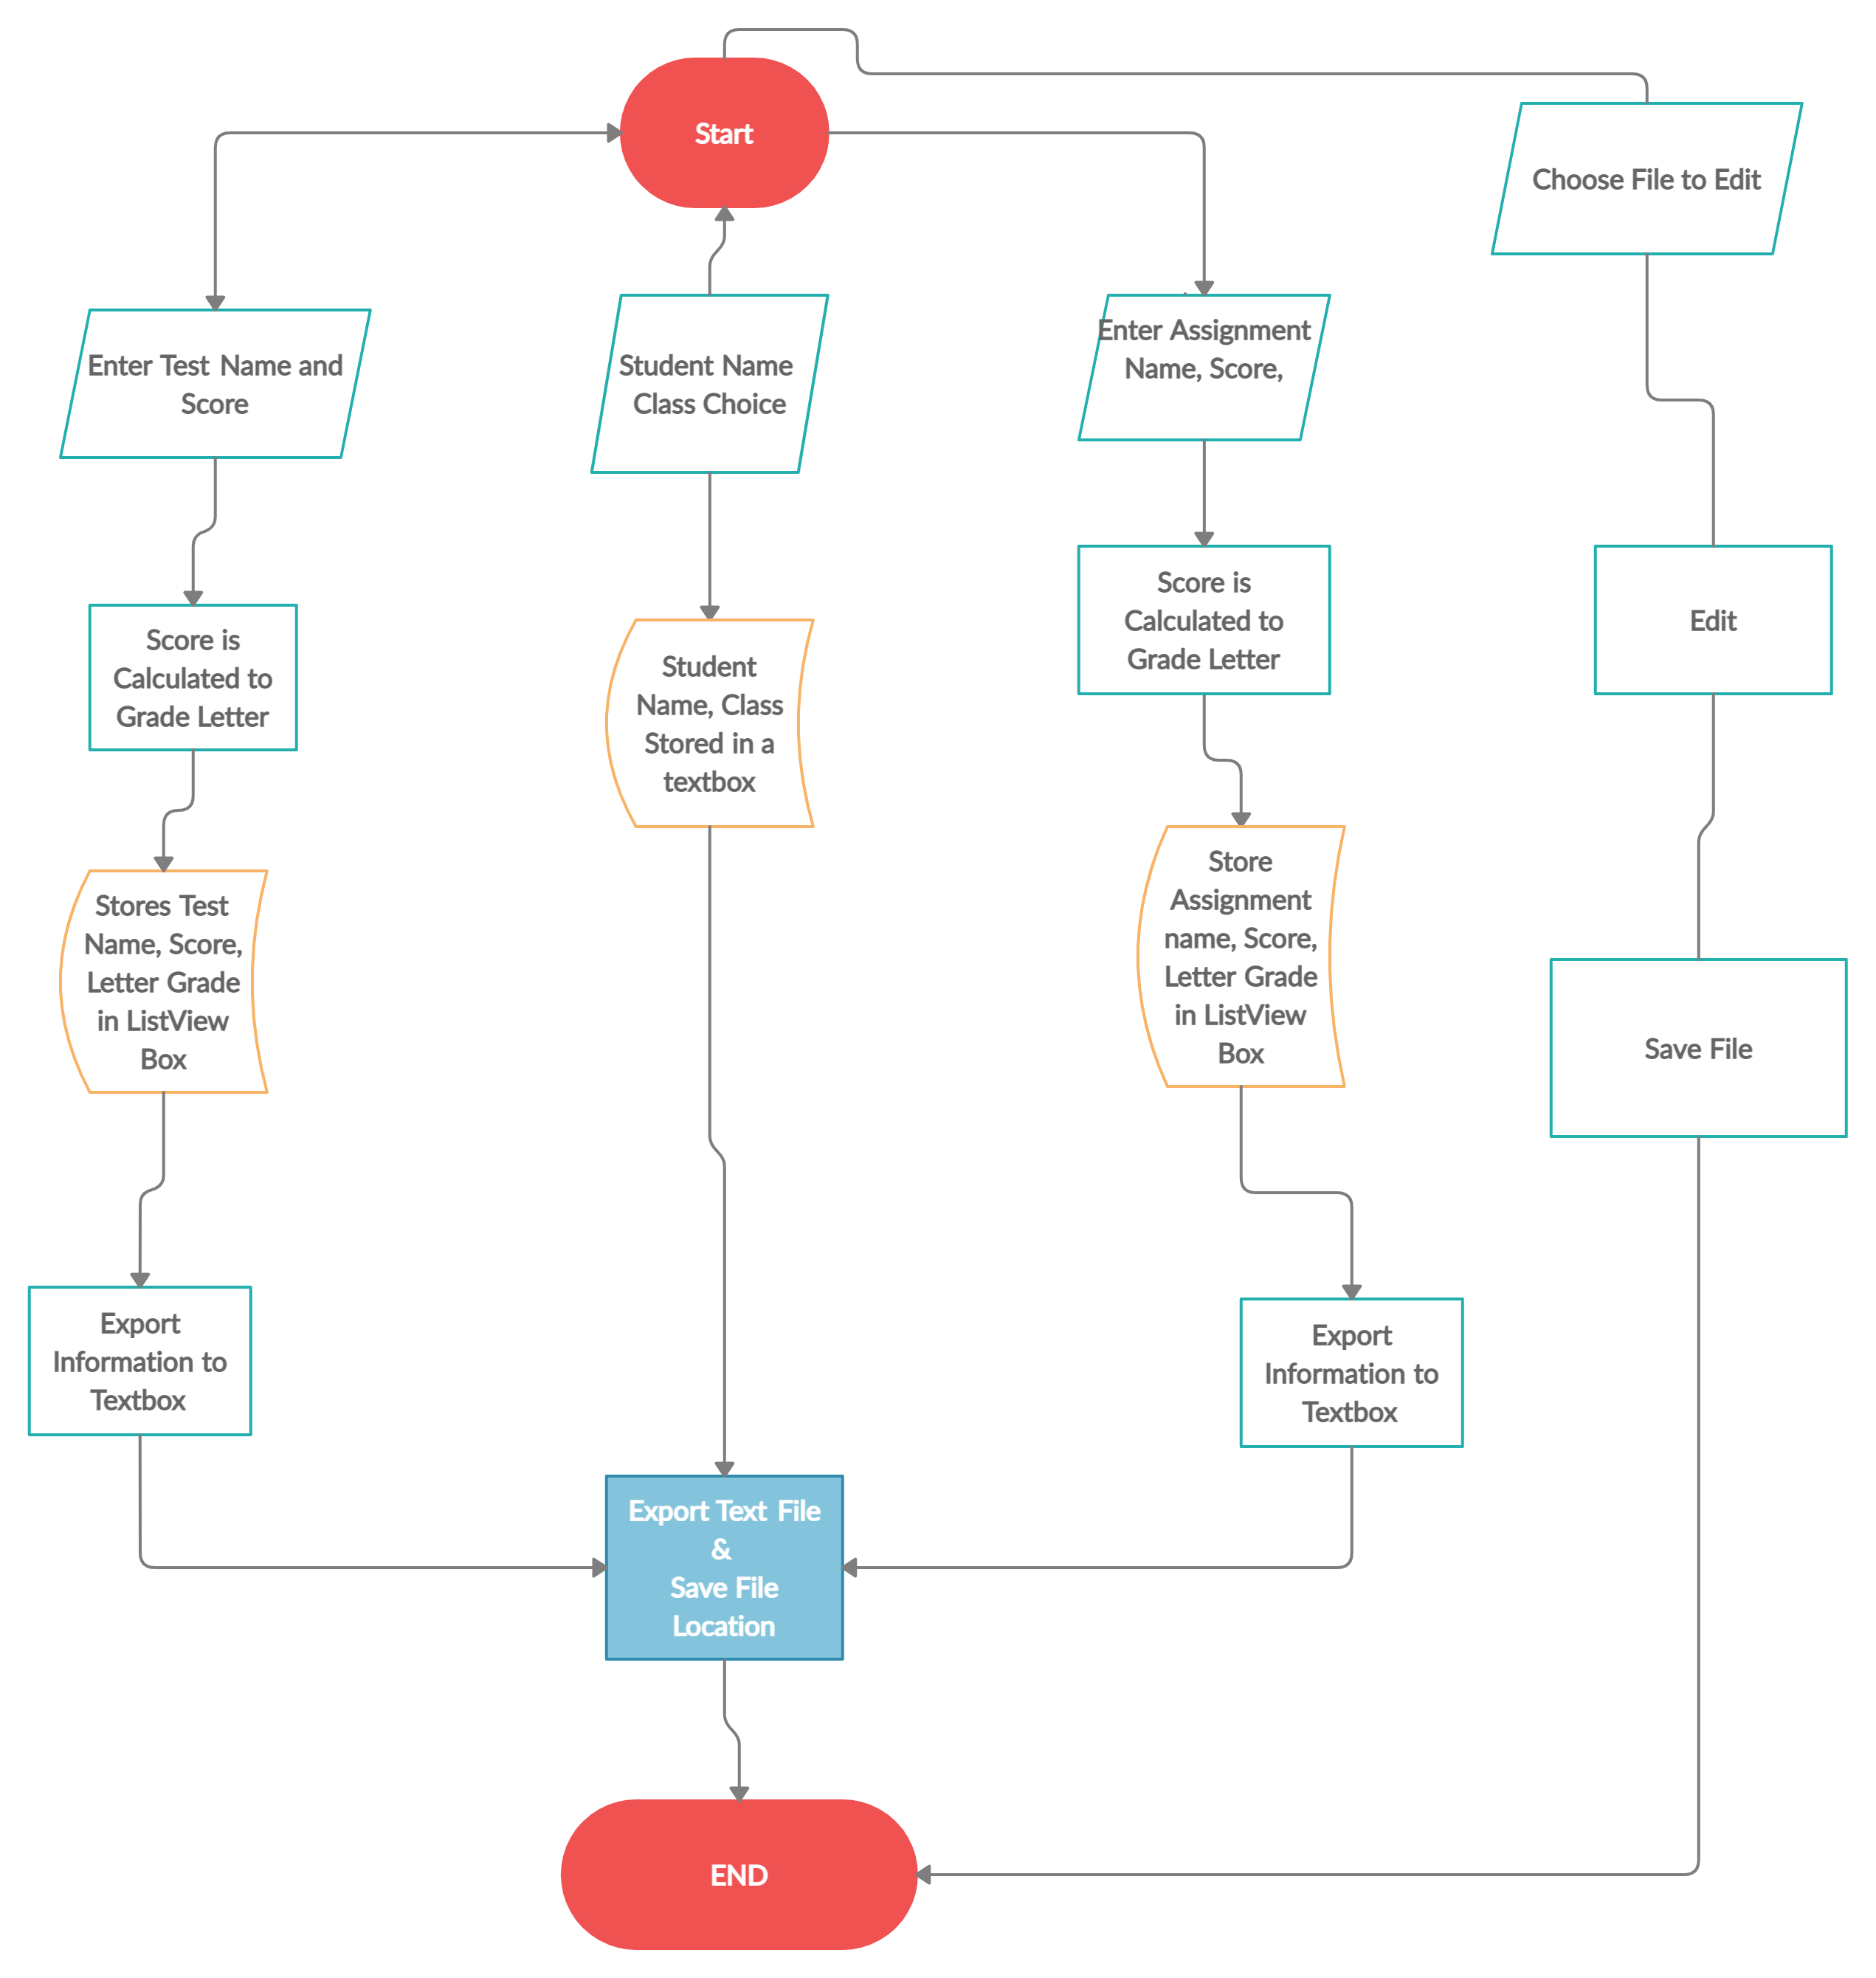 Start
Choose File to Edit
Enter Test Name and
Score
Student Name
Class Choice
Enter Assignment
Name, Score,
Score is
Calculated to
Grade Letter
Student
Name, Class
Stored in a
textbox
Score is
Calculated to
Grade Letter
Edit
Stores Test
Name, Score,
Letter Grade
in ListView
Box
Store
Assignment
name, Score,
Letter Grade
in ListView
Box
Save File
Export
Information to
Textbox
Export
Information to
Textbox
Export Text File
&
Save File
Location
END